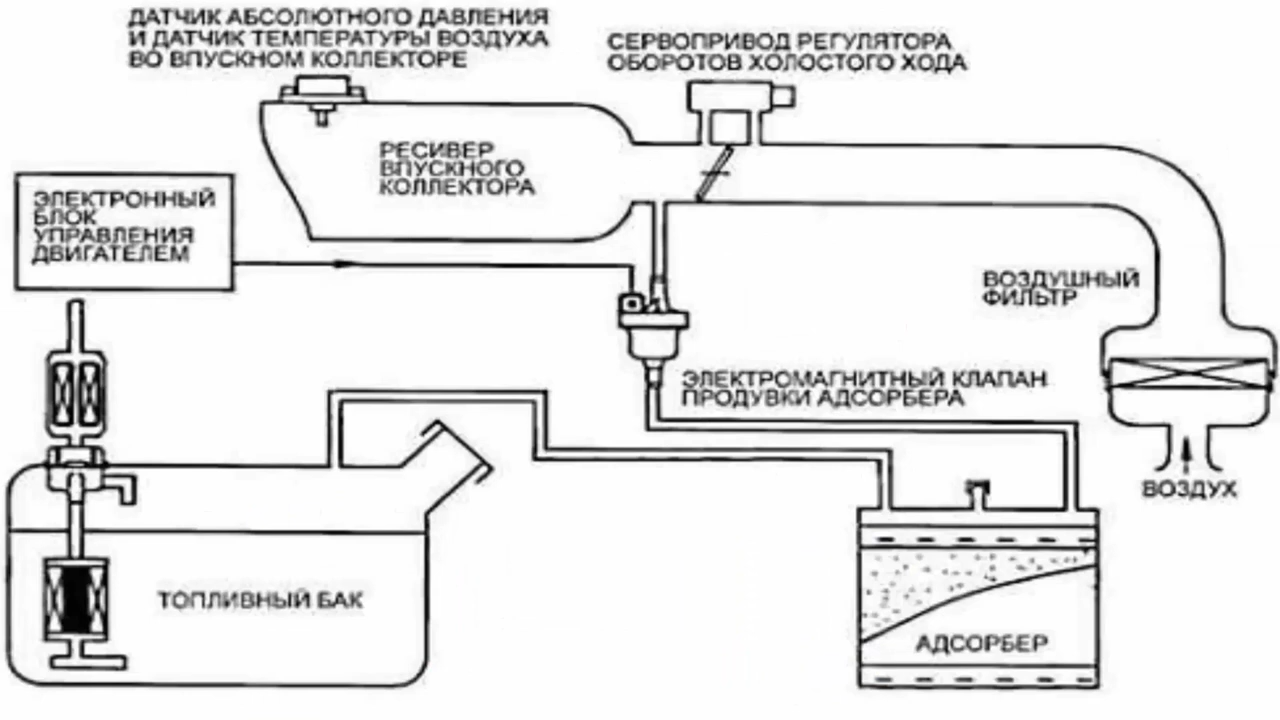 ДАТЧИК АБСОЛЮТНОГО ДАВЛЕНИЯ
И ДАТЧИК ТЕМПЕРАТУРЫ ВОЗДУХА
ВО ВПУСКНОМ КОЛЛЕКТОРЕ
СЕРВОПРИВОД РЕГУЛЯТОРА
ОБОРОТОВ ХОЛОСТОГО ХОДА
РЕСИВЕР
ВПУСКНОГО
КОЛЛЕКТОРА
ЭЛЕКТРОННЫЙ
БЛОК
УПРАВЛЕНИЯ
ДВИГАТЕЛЕМ
ВОЗДУШНЫЙ
ФИЛЬТР
ЭЛЕКТРОМАГНИТНЫЙ КЛАПАН
ПРОДУВКИ АДСОРБЕРА
ВОЗДУХ
ТОПЛИВНЫЙ БАК
АДСОРБЕР